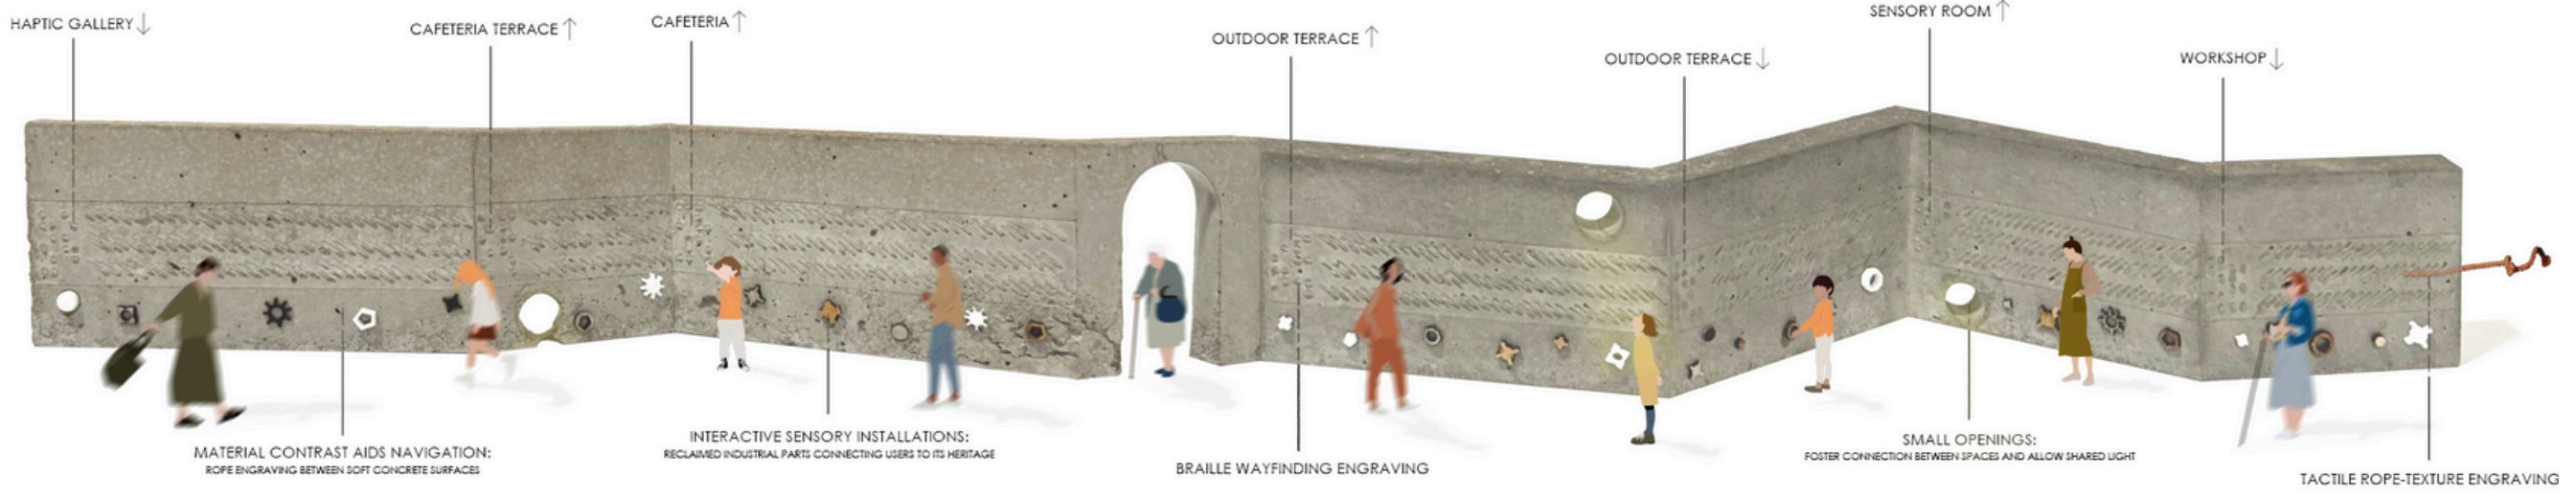 HAPTIC GALLERY ↓
CAFETERIA TERRACE ↑
CAFETERIA ↑
OUTDOOR TERRACE ↑
OUTDOOR TERRACE ↓
SENSORY ROOM ↑
WORKSHOP ↓
MATERIAL CONTRAST AIDS NAVIGATION:
ROPE ENGRAVING BETWEEN SOFT CONCRETE SURFACES
INTERACTIVE SENSORY INSTALLATIONS:
RECLAIMED INDUSTRIAL PARTS CONNECTING USERS TO ITS HERITAGE
BRAILLE WAYFINDING ENGRAVING
SMALL OPENINGS:
FOSTER CONNECTION BETWEEN SPACES AND ALLOW SHARED LIGHT
TACTILE ROPE-TEXTURE ENGRAVING